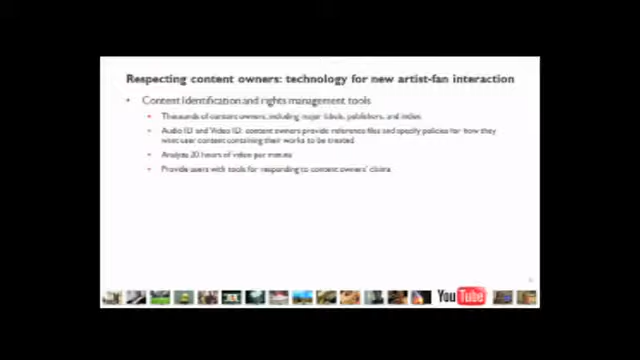 Respecting content owners: technology for new artist-fan interaction
• Content Identification and rights management tools
• Thousands of content owners, including major labels, publishers, and indies
• Audio ID and Video ID: content owners provide reference files and specify policies for how they
want user content containing their works to be treated
• Analyze 20 hours of video per minute
• Provide users with tools for responding to content owners' claims
YouTube